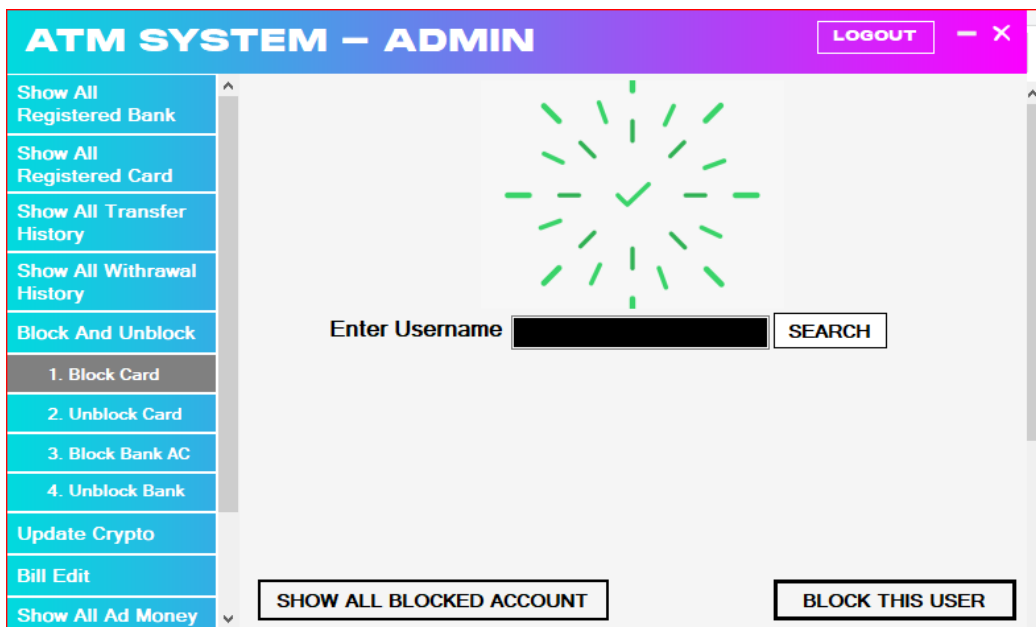 ATM SYSTEM – ADMIN
LOGOUT
Show All
Registered Bank
Show All
Registered Card
Show All Transfer
History
Show All Withrawal
History
Block And Unblock
1. Block Card
2. Unblock Card
3. Block Bank AC
4. Unblock Bank
Update Crypto
Bill Edit
Show All Ad Money
Enter Username
SEARCH
SHOW ALL BLOCKED ACCOUNT
BLOCK THIS USER